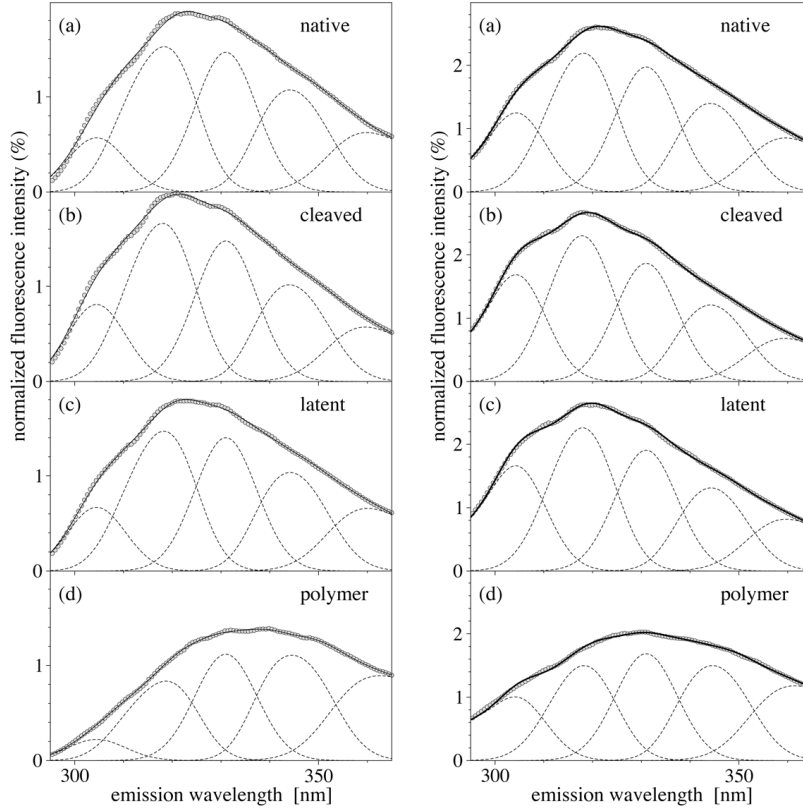 normalized fluorescence intensity (%)
(a) native
1
0
(b) cleaved
1
0
(c) latent
1
0
(d) polymer
1
0
300 350
emission wavelength [nm]
normalized fluorescence intensity (%)
(a) native
2
1
0
(b) cleaved
2
1
0
(c) latent
2
1
0
(d) polymer
2
1
0
300 350
emission wavelength [nm]